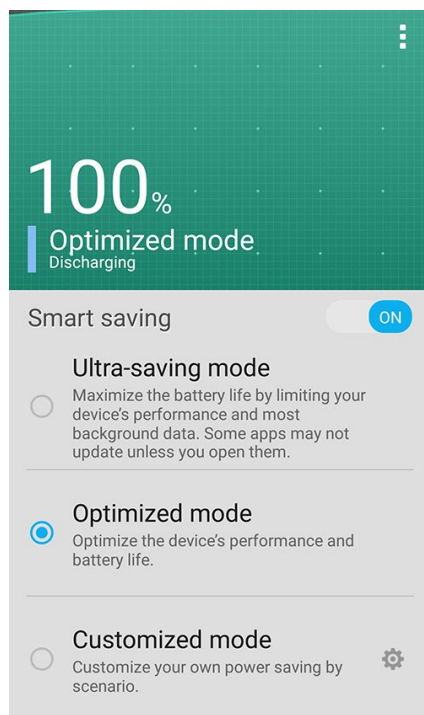 100%
Optimized mode
Discharging
Smart saving
ON
Ultra-saving mode
Maximize the battery life by limiting your
device's performance and most
background data. Some apps may not
update unless you open them.
Optimized mode
Optimize the device's performance and
battery life.
Customized mode
Customize your own power saving by
scenario.